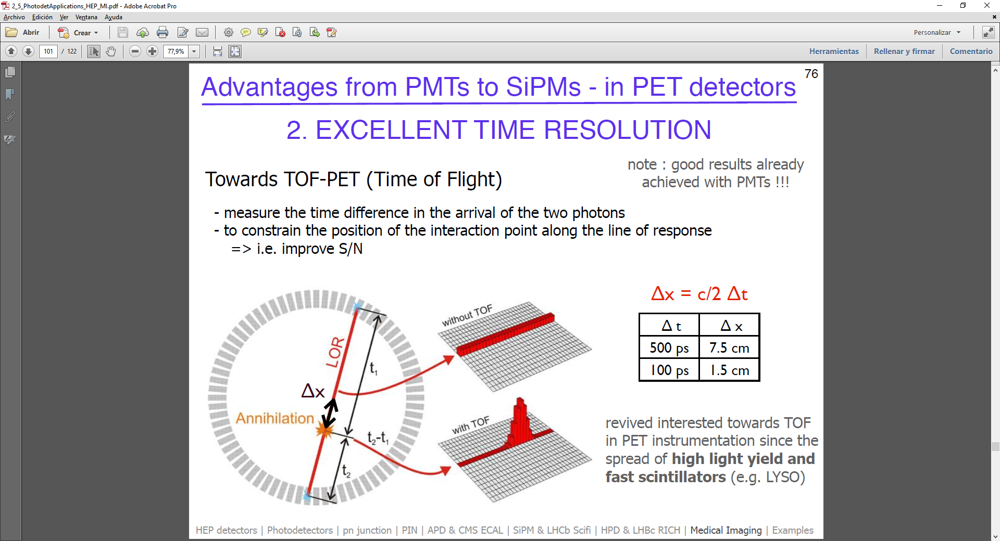 2_5_PhotodetApplications_HEP_MI.pdf - Adobe Acrobat Pro
Archivo Edición Ver Ventana Ayuda
Abrir Crear Personalizar
101 / 122 77,9% Herramientas Rellenar y firmar Comentario
76
Advantages from PMTs to SiPMs - in PET detectors
2. EXCELLENT TIME RESOLUTION
note : good results already
achieved with PMTs !!!
Towards TOF-PET (Time of Flight)
- measure the time difference in the arrival of the two photons
- to constrain the position of the interaction point along the line of response
=> i.e. improve S/N
LOR
t₁
Δx
Annihilation
t₂-t₁
t₂
without TOF
with TOF
Δx = c/2 Δt
Δ t Δ x
500 ps 7.5 cm
100 ps 1.5 cm
revived interested towards TOF
in PET instrumentation since the
spread of high light yield and
fast scintillators (e.g. LYSO)
HEP detectors | Photodetectors | pn junction | PIN | APD & CMS ECAL | SiPM & LHCb Scifi | HPD & LHBc RICH | Medical Imaging | Examples